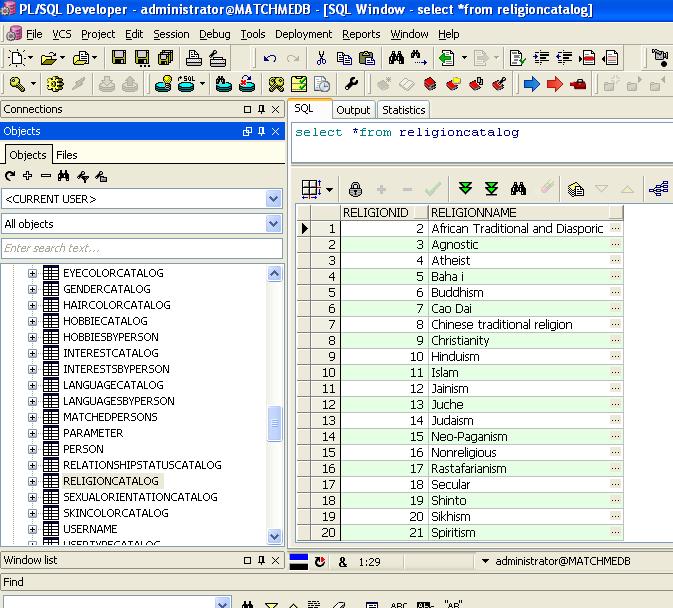 PL/SQL Developer - administrator@MATCHMEDB - [SQL Window - select *from religioncatalog]
File VCS Project Edit Session Debug Tools Deployment Reports Window Help
Connections
Objects
Objects Files
<CURRENT USER>
All objects
Enter search text...
EYECOLORCATALOG
GENDERCATALOG
HAIRCOLORCATALOG
HOBBIECATALOG
HOBBIESBYPERSON
INTERESTCATALOG
INTERESTSBYPERSON
LANGUAGECATALOG
LANGUAGESBYPERSON
MATCHEDPERSONS
PARAMETER
PERSON
RELATIONSHIPSTATUSCATALOG
RELIGIONCATALOG
SEXUALORIENTATIONCATALOG
SKINCOLORCATALOG
USERNAME
USERTYPECATALOG
Window list
Find
SQL Output Statistics
select *from religioncatalog
RELIGIONID RELIGIONNAME
1 2 African Traditional and Diasporic ...
2 3 Agnostic ...
3 4 Atheist ...
4 5 Baha i ...
5 6 Buddhism ...
6 7 Cao Dai ...
7 8 Chinese traditional religion ...
8 9 Christianity ...
9 10 Hinduism ...
10 11 Islam ...
11 12 Jainism ...
12 13 Juche ...
13 14 Judaism ...
14 15 Neo-Paganism ...
15 16 Nonreligious ...
16 17 Rastafarianism ...
17 18 Secular ...
18 19 Shinto ...
19 20 Sikhism ...
20 21 Spiritism ...
& 1:29 administrator@MATCHMEDB
ABC "AB"